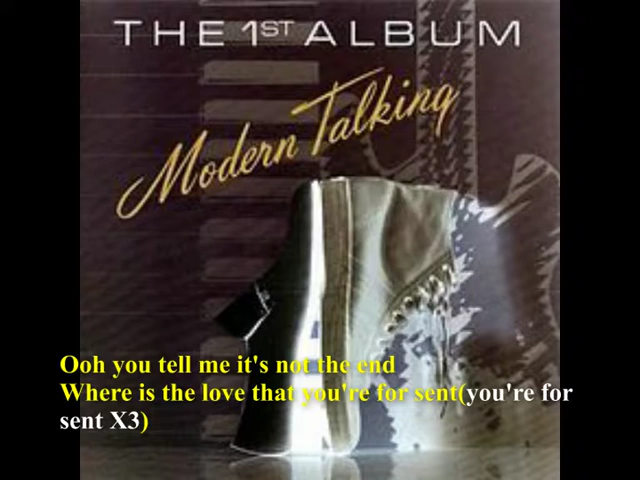 THE 1ST ALBUM
Modern Talking
Ooh you tell me it's not the end
Where is the love that you're for sent(you're for
sent X3)